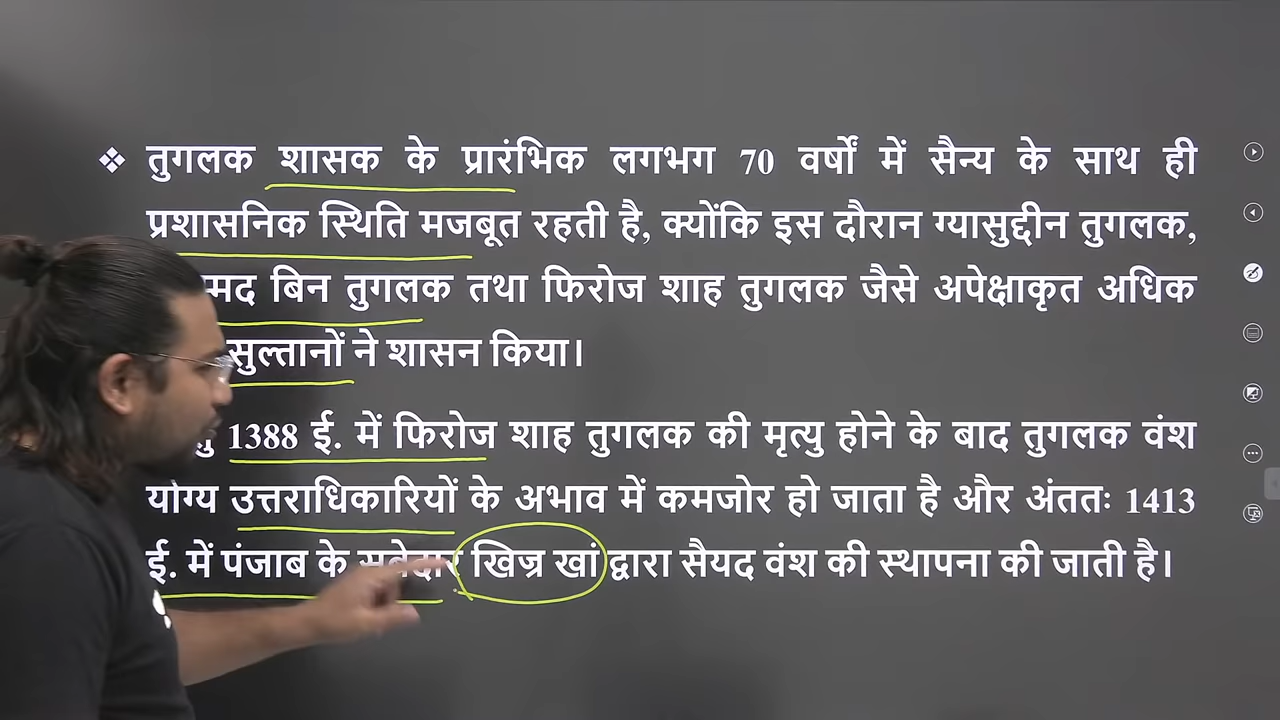 ❖ तुगलक शासक के प्रारंभिक लगभग 70 वर्षों में सैन्य के साथ ही
प्रशासनिक स्थिति मजबूत रहती है, क्योंकि इस दौरान ग्यासुद्दीन तुगलक,
मद बिन तुगलक तथा फिरोज शाह तुगलक जैसे अपेक्षाकृत अधिक
सुल्तानों ने शासन किया।
1388 ई. में फिरोज शाह तुगलक की मृत्यु होने के बाद तुगलक वंश
योग्य उत्तराधिकारियों के अभाव में कमजोर हो जाता है और अंततः 1413
ई. में पंजाब के सूबेदार खिज्र खां द्वारा सैयद वंश की स्थापना की जाती है।